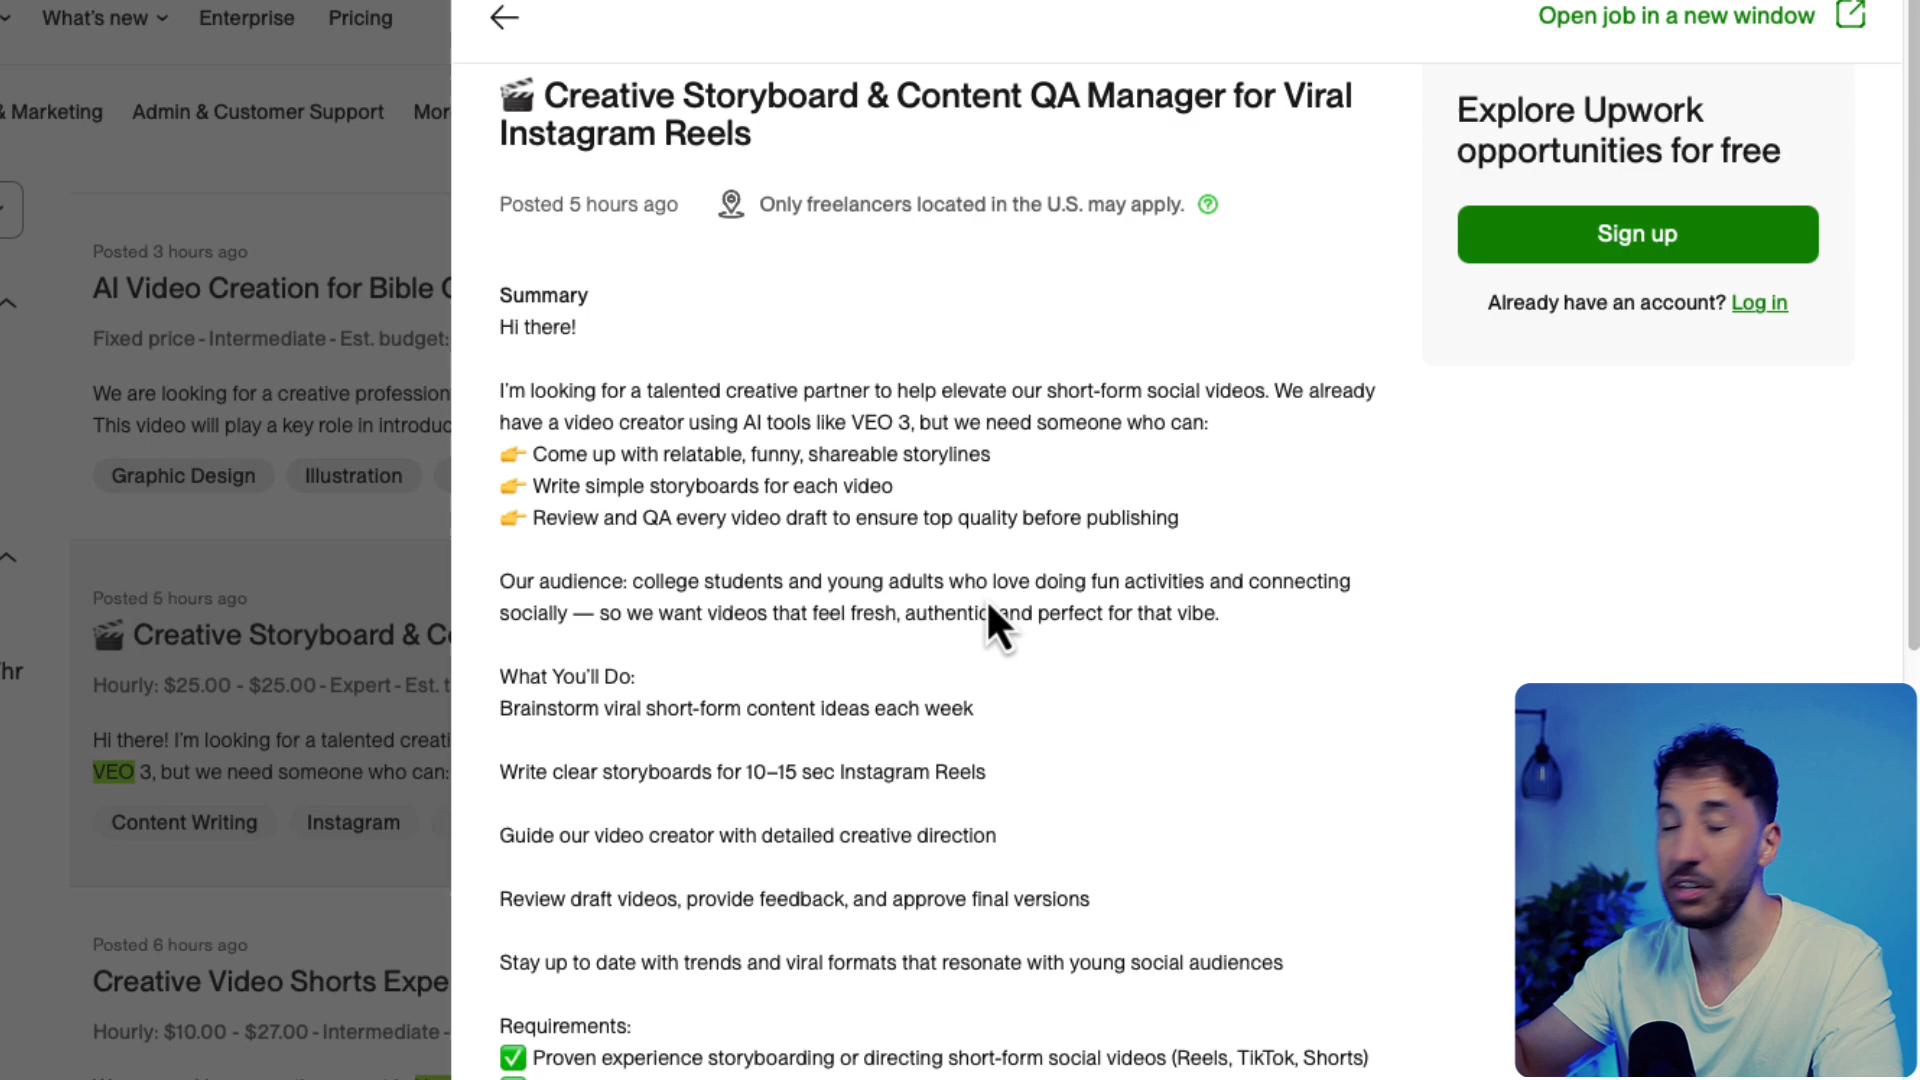 What's new
Enterprise
Pricing
Open job in a new window
& Marketing
Admin & Customer Support
Mor
🎬 Creative Storyboard & Content QA Manager for Viral
Instagram Reels
Posted 5 hours ago
Only freelancers located in the U.S. may apply.
Explore Upwork
opportunities for free
Sign up
Already have an account? Log in
Posted 3 hours ago
AI Video Creation for Bible
Fixed price - Intermediate - Est. budget:
We are looking for a creative profession
This video will play a key role in introduc
Graphic Design
Illustration
Posted 5 hours ago
🎬 Creative Storyboard & Co
Hourly: $25.00 - $25.00 - Expert - Est. t
Hi there! I'm looking for a talented creati
VEO 3, but we need someone who can:
Content Writing
Instagram
hr
Posted 6 hours ago
Creative Video Shorts Expe
Hourly: $10.00 - $27.00 - Intermediate -
Summary
Hi there!
I'm looking for a talented creative partner to help elevate our short-form social videos. We already
have a video creator using AI tools like VEO 3, but we need someone who can:
👉 Come up with relatable, funny, shareable storylines
👉 Write simple storyboards for each video
👉 Review and QA every video draft to ensure top quality before publishing
Our audience: college students and young adults who love doing fun activities and connecting
socially — so we want videos that feel fresh, authentic and perfect for that vibe.
What You'll Do:
Brainstorm viral short-form content ideas each week
Write clear storyboards for 10–15 sec Instagram Reels
Guide our video creator with detailed creative direction
Review draft videos, provide feedback, and approve final versions
Stay up to date with trends and viral formats that resonate with young social audiences
Requirements:
✅ Proven experience storyboarding or directing short-form social videos (Reels, TikTok, Shorts)